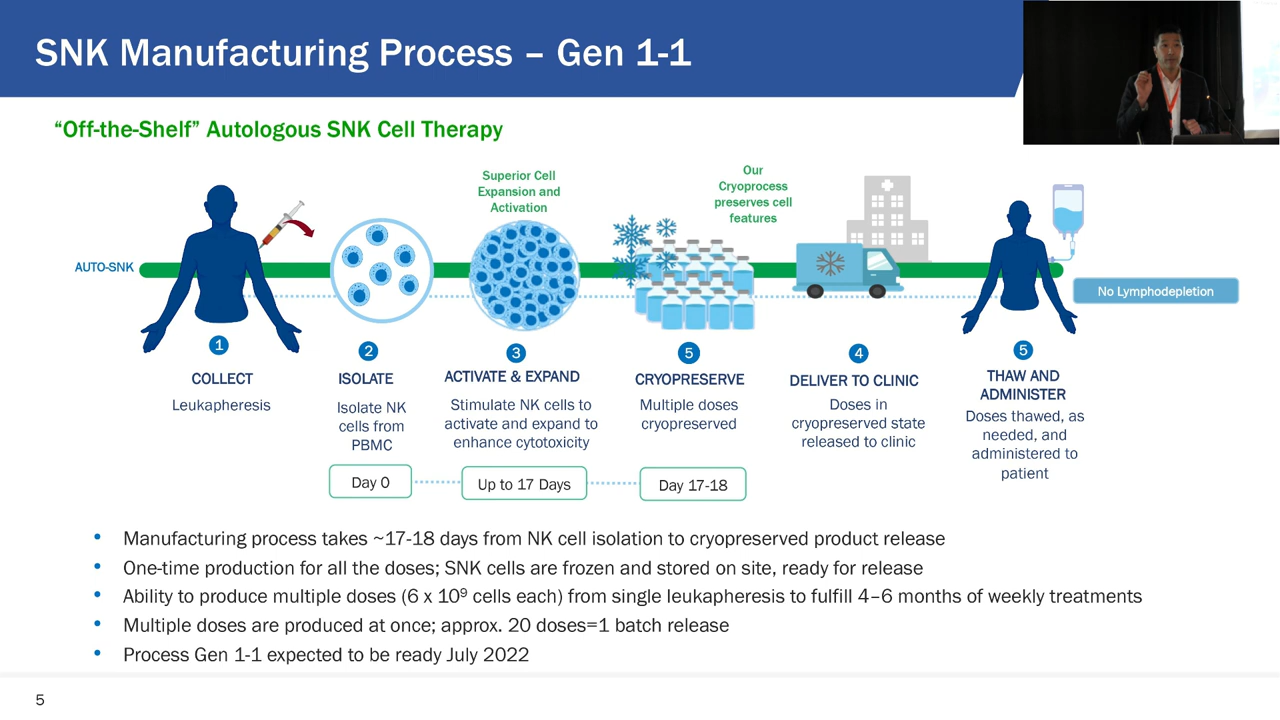 SNK Manufacturing Process – Gen 1-1
“Off-the-Shelf” Autologous SNK Cell Therapy
Superior Cell
Expansion and
Activation
Our
Cryoprocess
preserves cell
features
AUTO-SNK
No Lymphodepletion
1
COLLECT
Leukapheresis
2
ISOLATE
Isolate NK
cells from
PBMC
3
ACTIVATE & EXPAND
Stimulate NK cells to
activate and expand to
enhance cytotoxicity
5
CRYOPRESERVE
Multiple doses
cryopreserved
4
DELIVER TO CLINIC
Doses in
cryopreserved state
released to clinic
5
THAW AND
ADMINISTER
Doses thawed, as
needed, and
administered to
patient
Day 0
Up to 17 Days
Day 17-18
• Manufacturing process takes ~17-18 days from NK cell isolation to cryopreserved product release
• One-time production for all the doses; SNK cells are frozen and stored on site, ready for release
• Ability to produce multiple doses (6 x 10⁹ cells each) from single leukapheresis to fulfill 4–6 months of weekly treatments
• Multiple doses are produced at once; approx. 20 doses=1 batch release
• Process Gen 1-1 expected to be ready July 2022
5